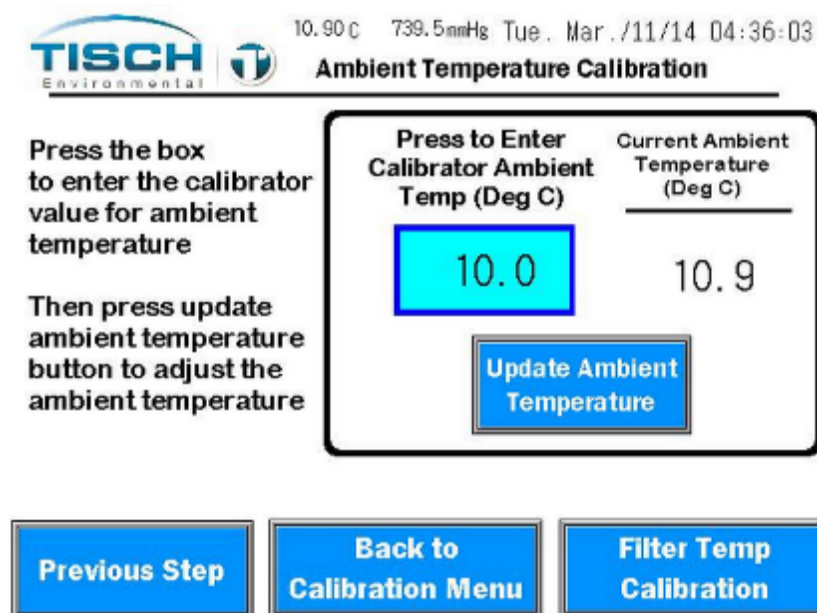 10.90 C 739.5mmHg Tue. Mar./11/14 04:36:03
TISCH
Environmental
Ambient Temperature Calibration
Press the box
to enter the calibrator
value for ambient
temperature
Then press update
ambient temperature
button to adjust the
ambient temperature
Press to Enter
Calibrator Ambient
Temp (Deg C)
10.0
Current Ambient
Temperature
(Deg C)
10.9
Update Ambient
Temperature
Previous Step
Back to
Calibration Menu
Filter Temp
Calibration